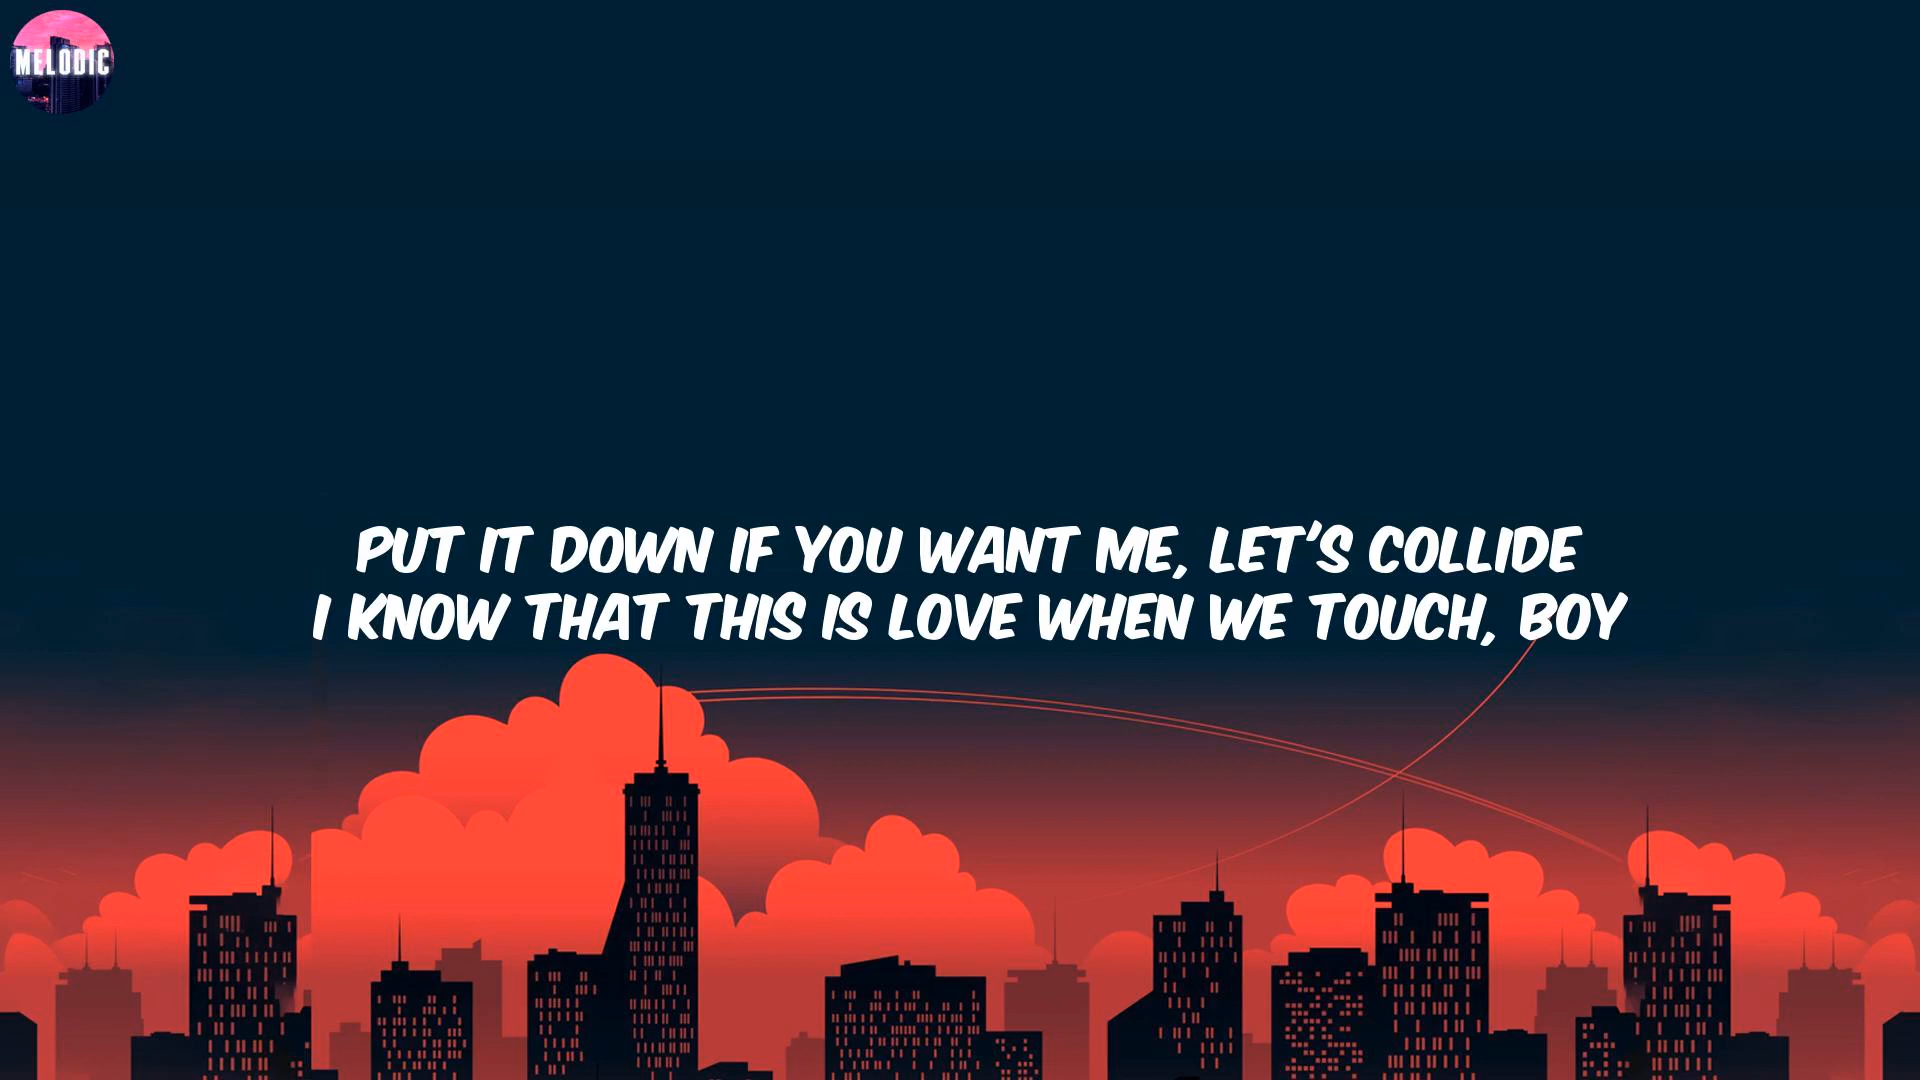 MELODIC
PUT IT DOWN IF YOU WANT ME, LET'S COLLIDE
I KNOW THAT THIS IS LOVE WHEN WE TOUCH, BOY